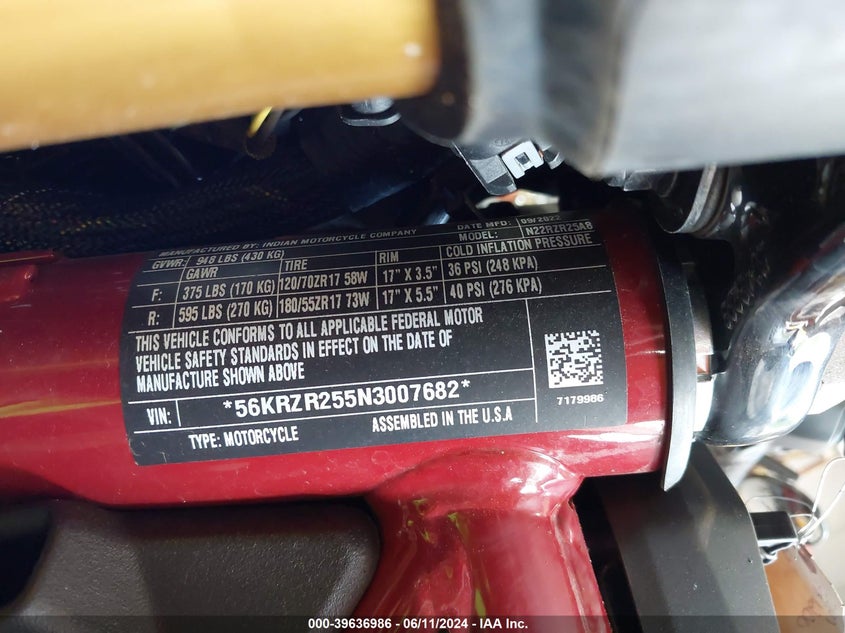 MANUFACTURED BY: INDIAN MOTORCYCLE COMPANY DATE MFD: 09/2022
GVWR: 946 LBS (430 KG) MODEL: N22RZR25AB
GAWR TIRE RIM COLD INFLATION PRESSURE
F: 375 LBS (170 KG) 120/70ZR17 58W 17" X 3.5" 36 PSI (248 KPA)
R: 595 LBS (270 KG) 180/55ZR17 73W 17" X 5.5" 40 PSI (276 KPA)
THIS VEHICLE CONFORMS TO ALL APPLICABLE FEDERAL MOTOR
VEHICLE SAFETY STANDARDS IN EFFECT ON THE DATE OF
MANUFACTURE SHOWN ABOVE
7179986
VIN: *56KRZR255N3007682*
TYPE: MOTORCYCLE ASSEMBLED IN THE U.S.A
000-39636986 - 06/11/2024 - IAA Inc.